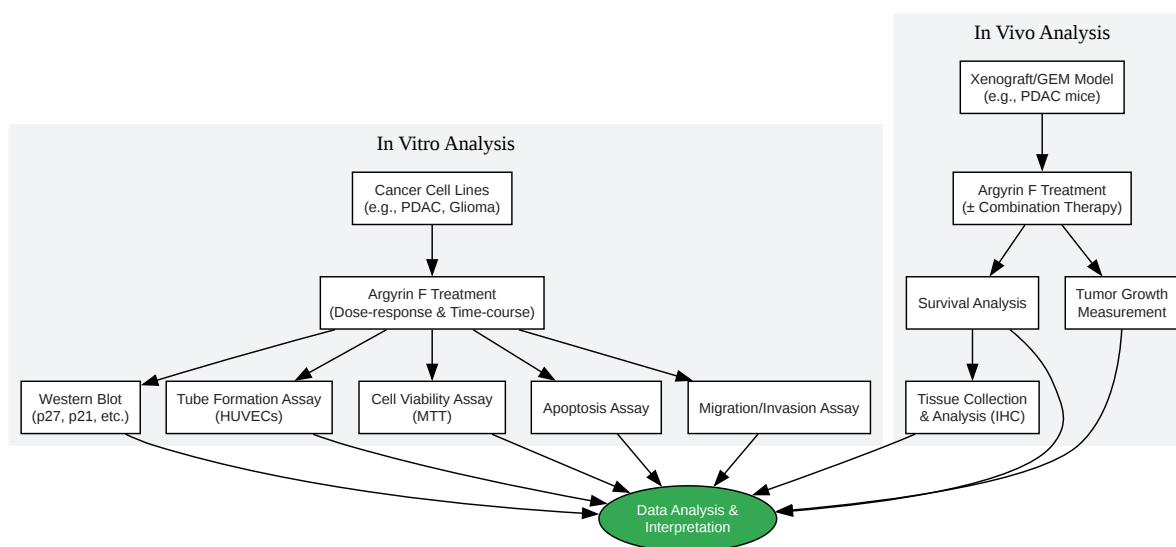 In Vivo Analysis
Xenograft/GEM Model
(e.g., PDAC mice)
In Vitro Analysis
Cancer Cell Lines
(e.g., PDAC, Glioma)
Argyrin F Treatment
(± Combination Therapy)
Argyrin F Treatment
(Dose-response & Time-course)
Survival Analysis
Tumor Growth
Measurement
Western Blot
(p27, p21, etc.)
Tube Formation Assay
(HUVECs)
Cell Viability Assay
(MTT)
Apoptosis Assay
Migration/Invasion Assay
Tissue Collection
& Analysis (IHC)
Data Analysis &
Interpretation